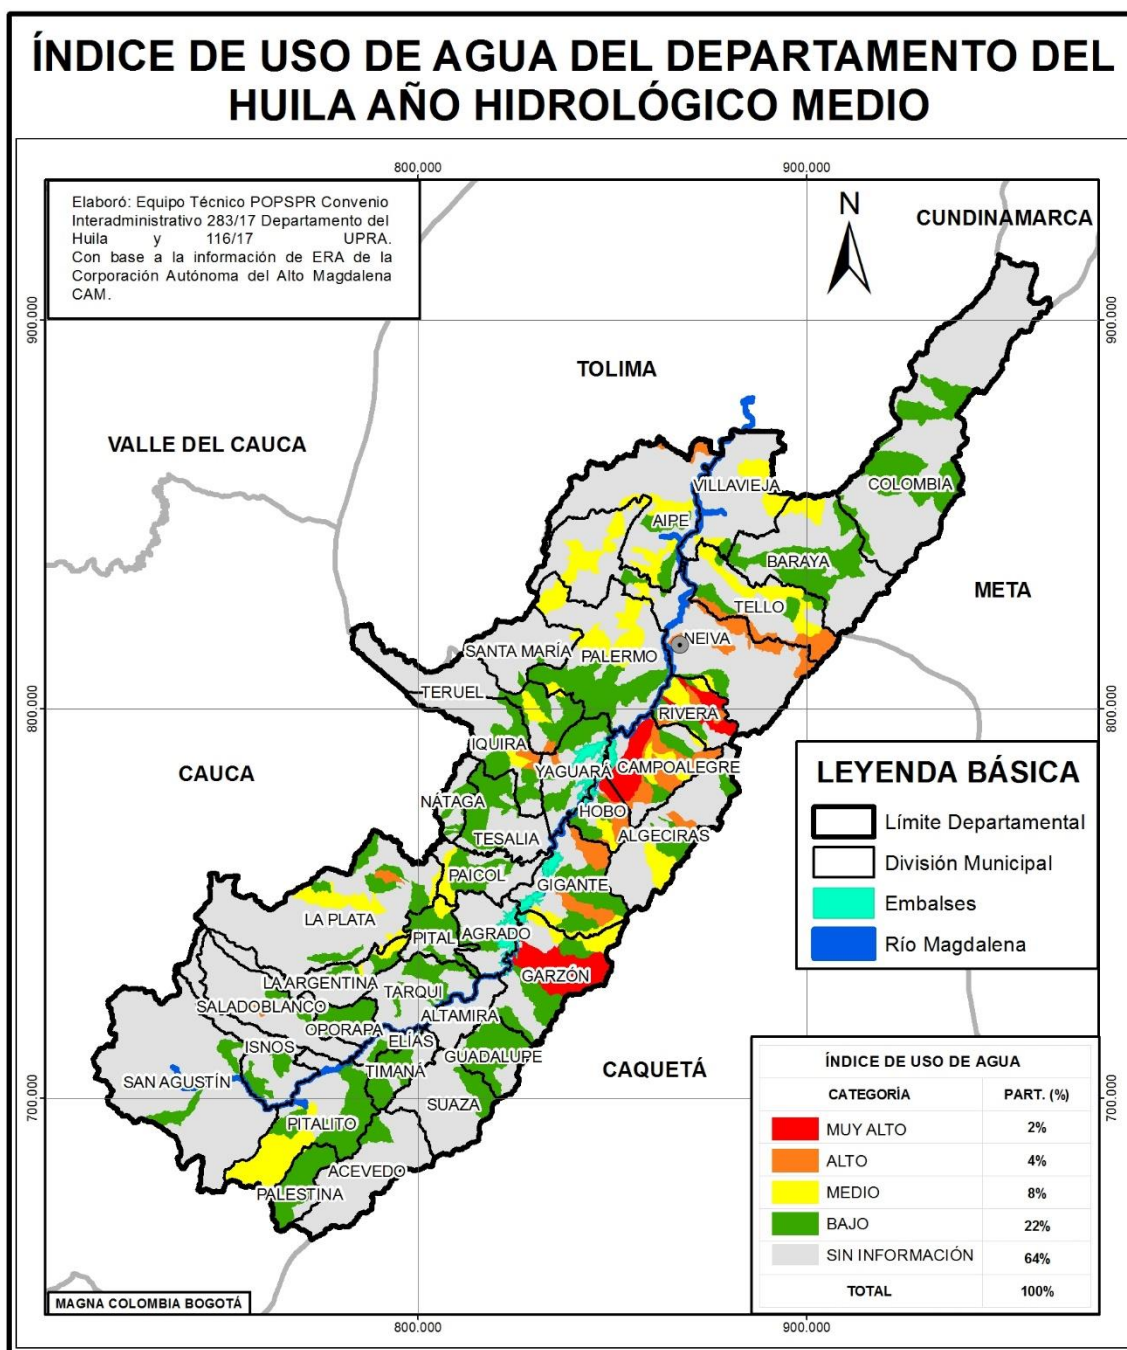 ÍNDICE DE USO DE AGUA DEL DEPARTAMENTO DEL
HUILA AÑO HIDROLÓGICO MEDIO
800.000
900.000
Elaboró: Equipo Técnico POPSPR Convenio
Interadministrativo 283/17 Departamento del
Huila y 116/17 UPRA.
Con base a la información de ERA de la
Corporación Autónoma del Alto Magdalena
CAM.
N
CUNDINAMARCA
900.000
900.000
TOLIMA
VALLE DEL CAUCA
VILLAVIEJA
COLOMBIA
AIPE
BARAYA
META
TELLO
NEIVA
SANTA MARÍA
PALERMO
TERUEL
800.000
800.000
RIVERA
IQUIRA
CAUCA
YAGUARÁ
CAMPOALEGRE
NÁTAGA
HOBO
TESALIA
ALGECIRAS
PAICOL
GIGANTE
LA PLATA
PITAL
AGRADO
GARZÓN
LA ARGENTINA
TARQUI
SALADOBLANCO
ALTAMIRA
OPORAPA
ELÍAS
ISNOS
GUADALUPE
TIMANÁ
CAQUETÁ
SAN AGUSTÍN
SUAZA
700.000
700.000
PITALITO
ACEVEDO
PALESTINA
LEYENDA BÁSICA
Límite Departamental
División Municipal
Embalses
Río Magdalena
ÍNDICE DE USO DE AGUA
CATEGORÍA PART. (%)
MUY ALTO 2%
ALTO 4%
MEDIO 8%
BAJO 22%
SIN INFORMACIÓN 64%
TOTAL 100%
MAGNA COLOMBIA BOGOTÁ
800.000
900.000